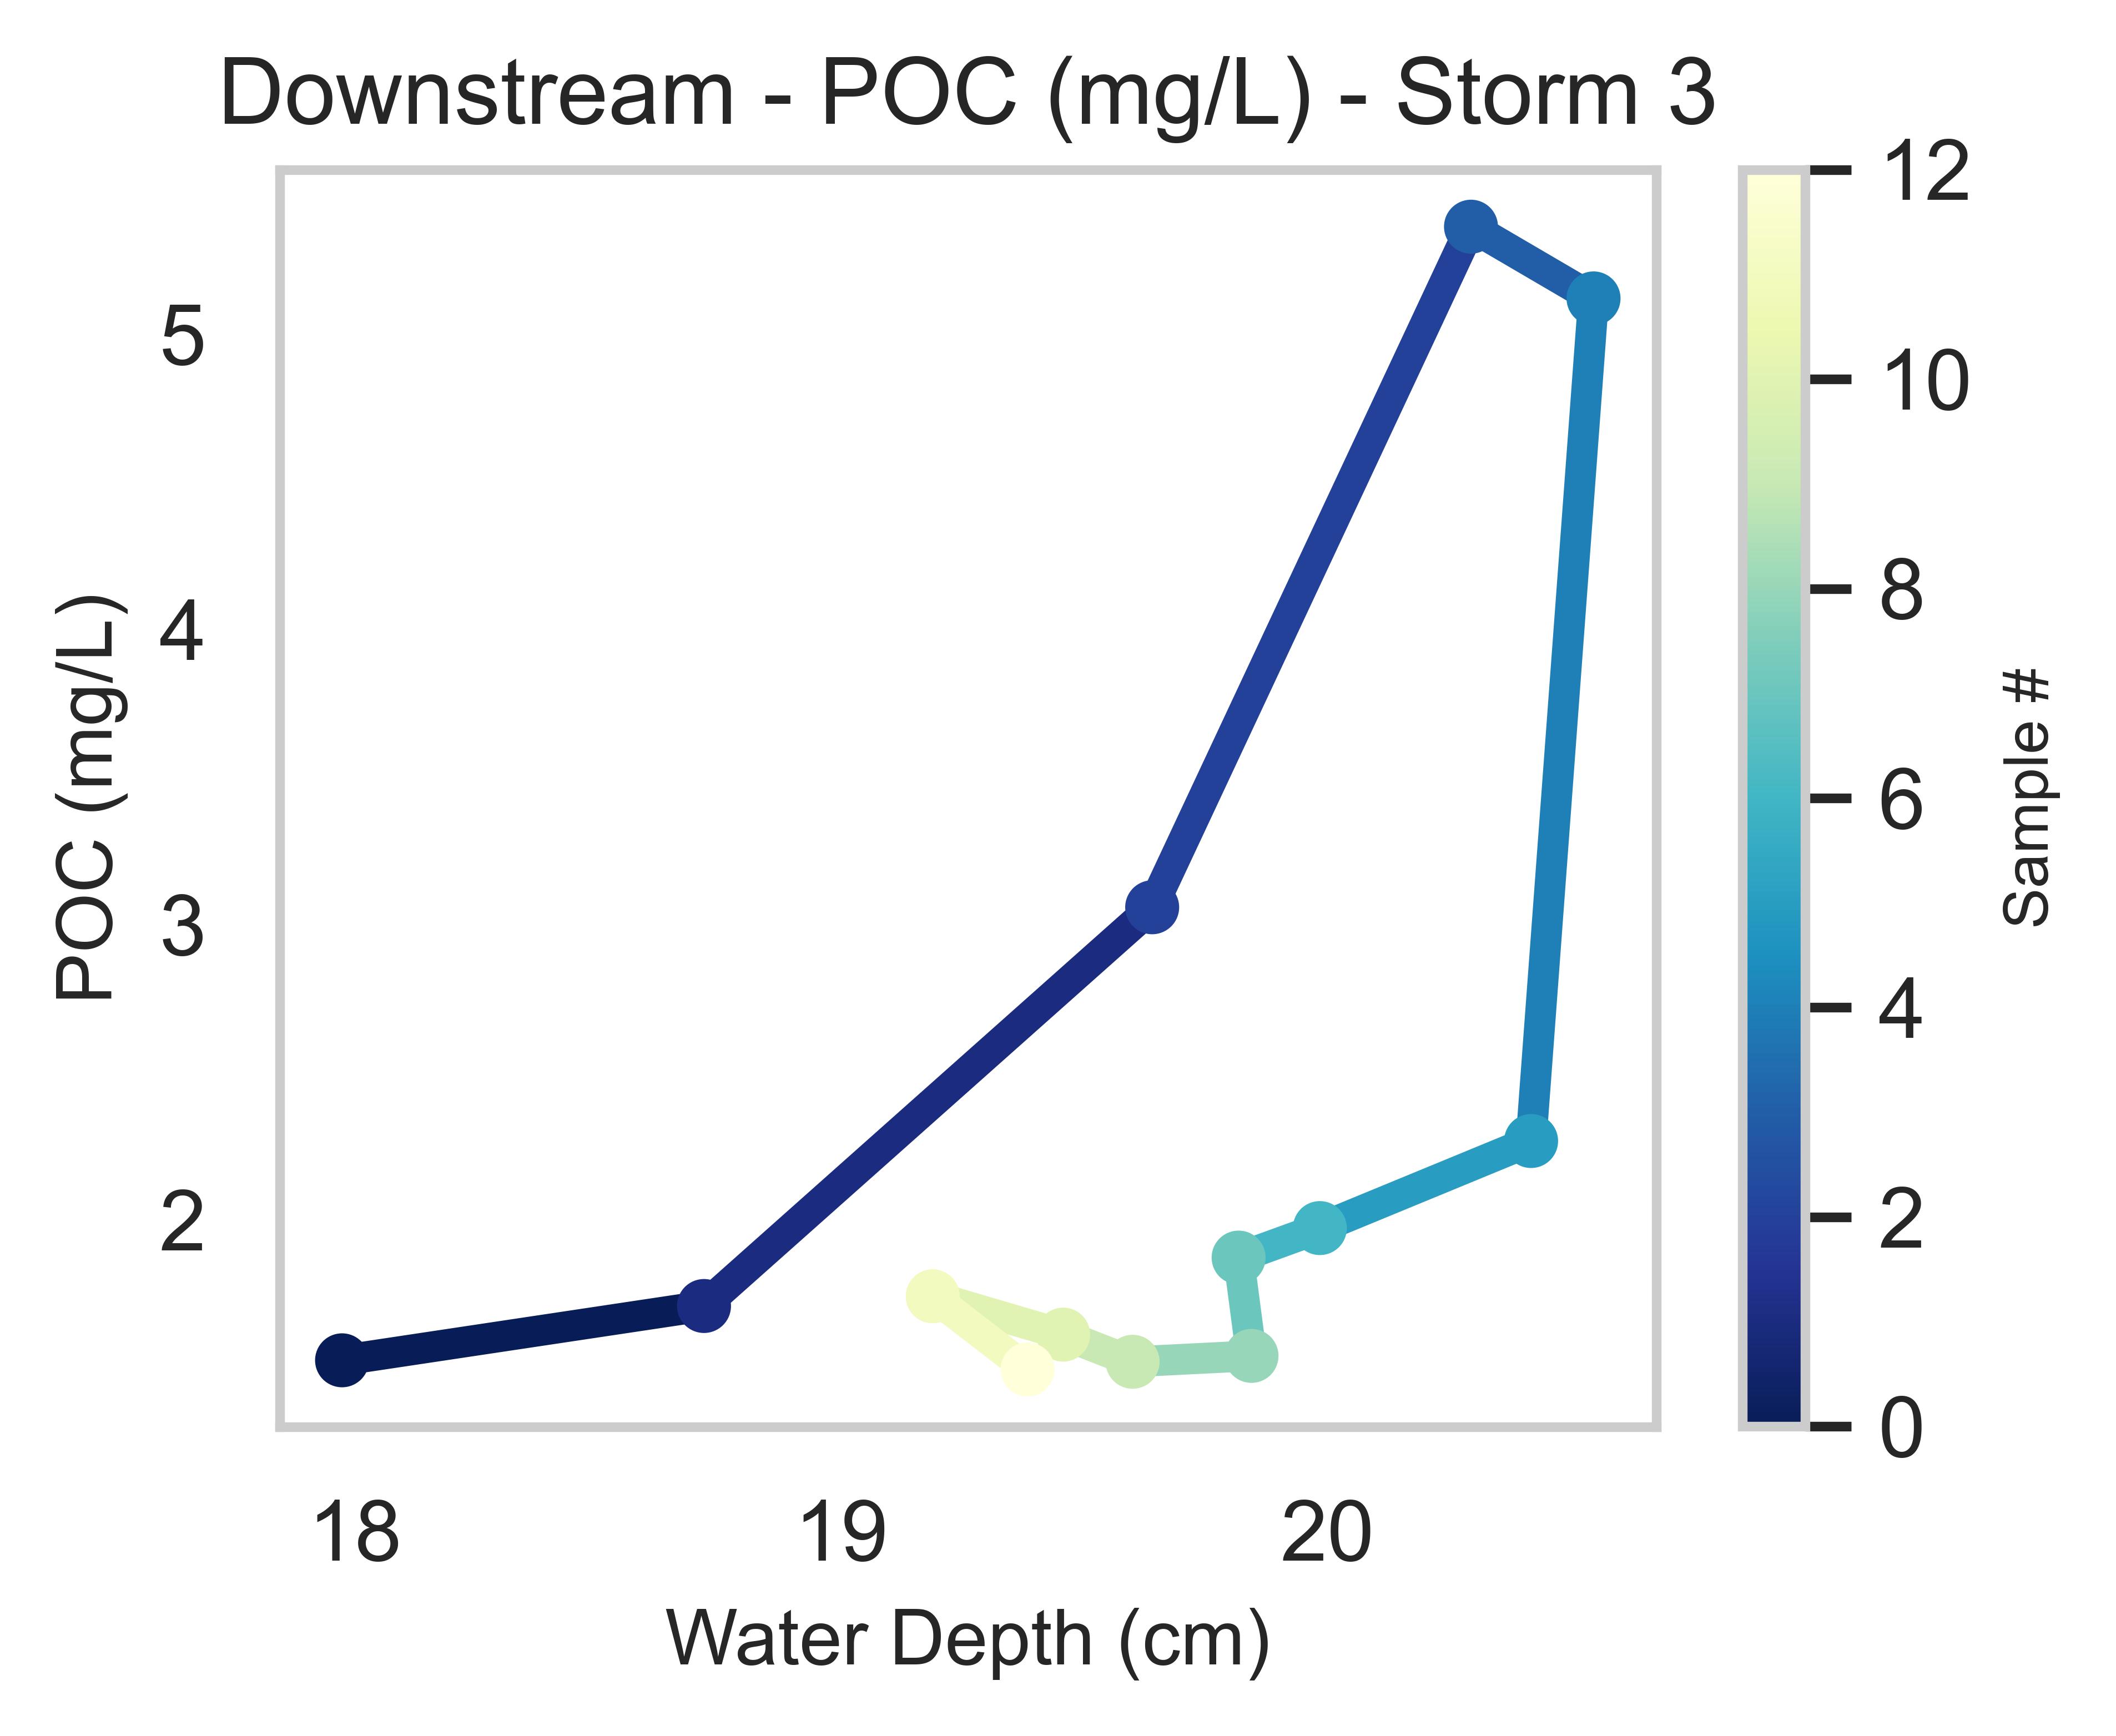 Downstream - POC (mg/L) - Storm 3
POC (mg/L)
5
4
3
2
18 19 20
Water Depth (cm)
12
10
8
6
4
2
0
Sample #